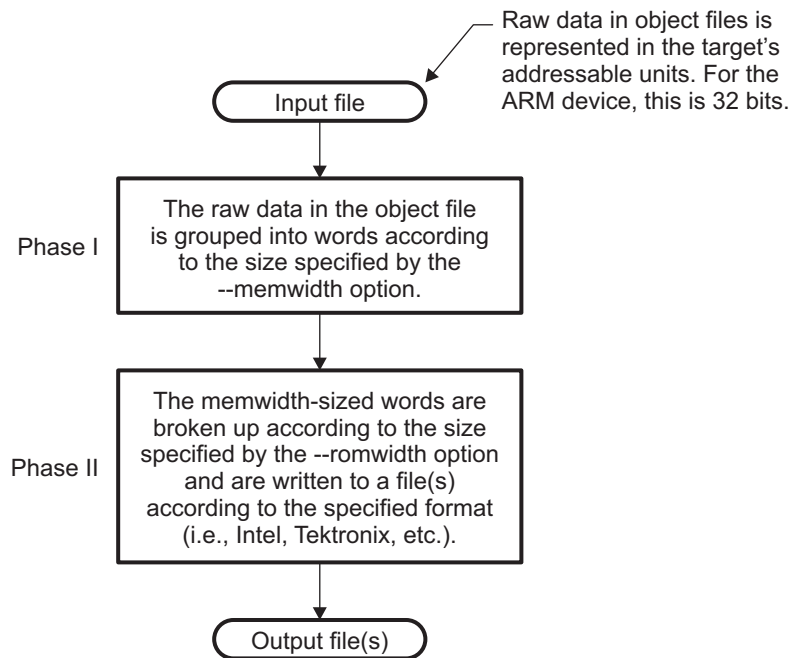 Raw data in object files is
represented in the target's
addressable units. For the
ARM device, this is 32 bits.
Input file
Phase I
The raw data in the object file
is grouped into words according
to the size specified by the
--memwidth option.
Phase II
The memwidth-sized words are
broken up according to the size
specified by the --romwidth option
and are written to a file(s)
according to the specified format
(i.e., Intel, Tektronix, etc.).
Output file(s)